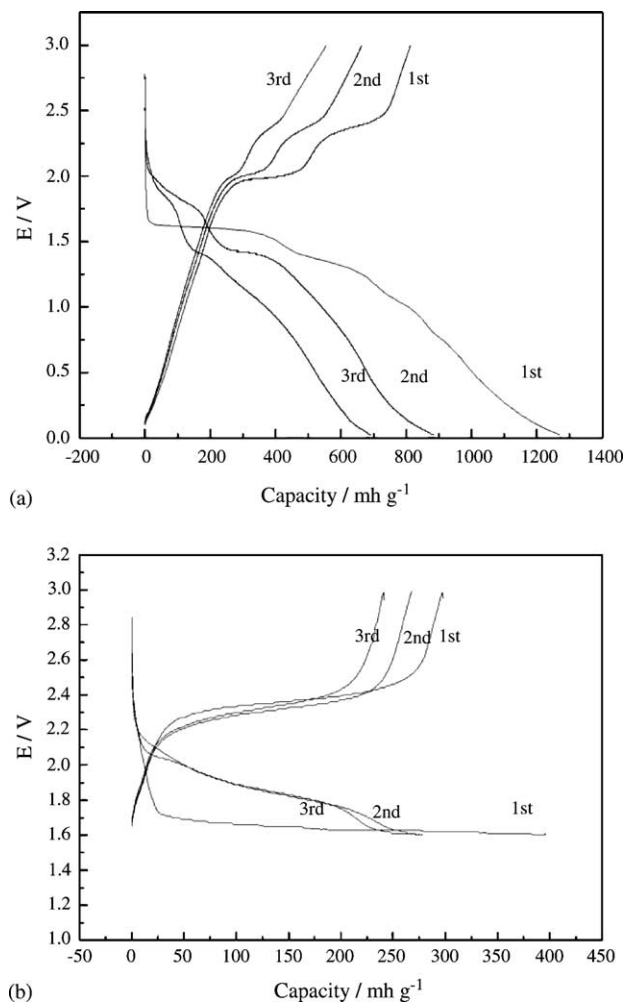 3.0
2.5
2.0
1.5
1.0
0.5
0.0
E / V
3rd
2nd
1st
3rd
2nd
1st
-200 0 200 400 600 800 1000 1200 1400
Capacity / mh g-1
(a)
3.2
3.0
2.8
2.6
2.4
2.2
2.0
1.8
1.6
1.4
1.2
1.0
E / V
3rd
2nd
1st
3rd
2nd
1st
-50 0 50 100 150 200 250 300 350 400 450
Capacity / mh g-1
(b)